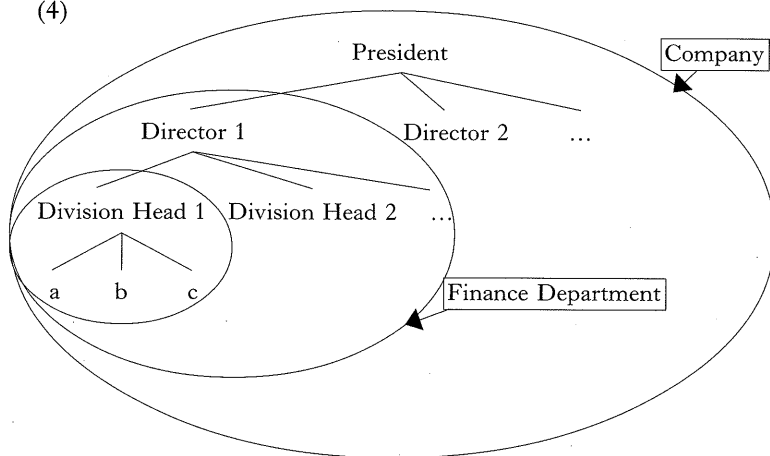 (4)
President
Company
Director 1
Director 2
...
Division Head 1
Division Head 2
...
a b c
Finance Department